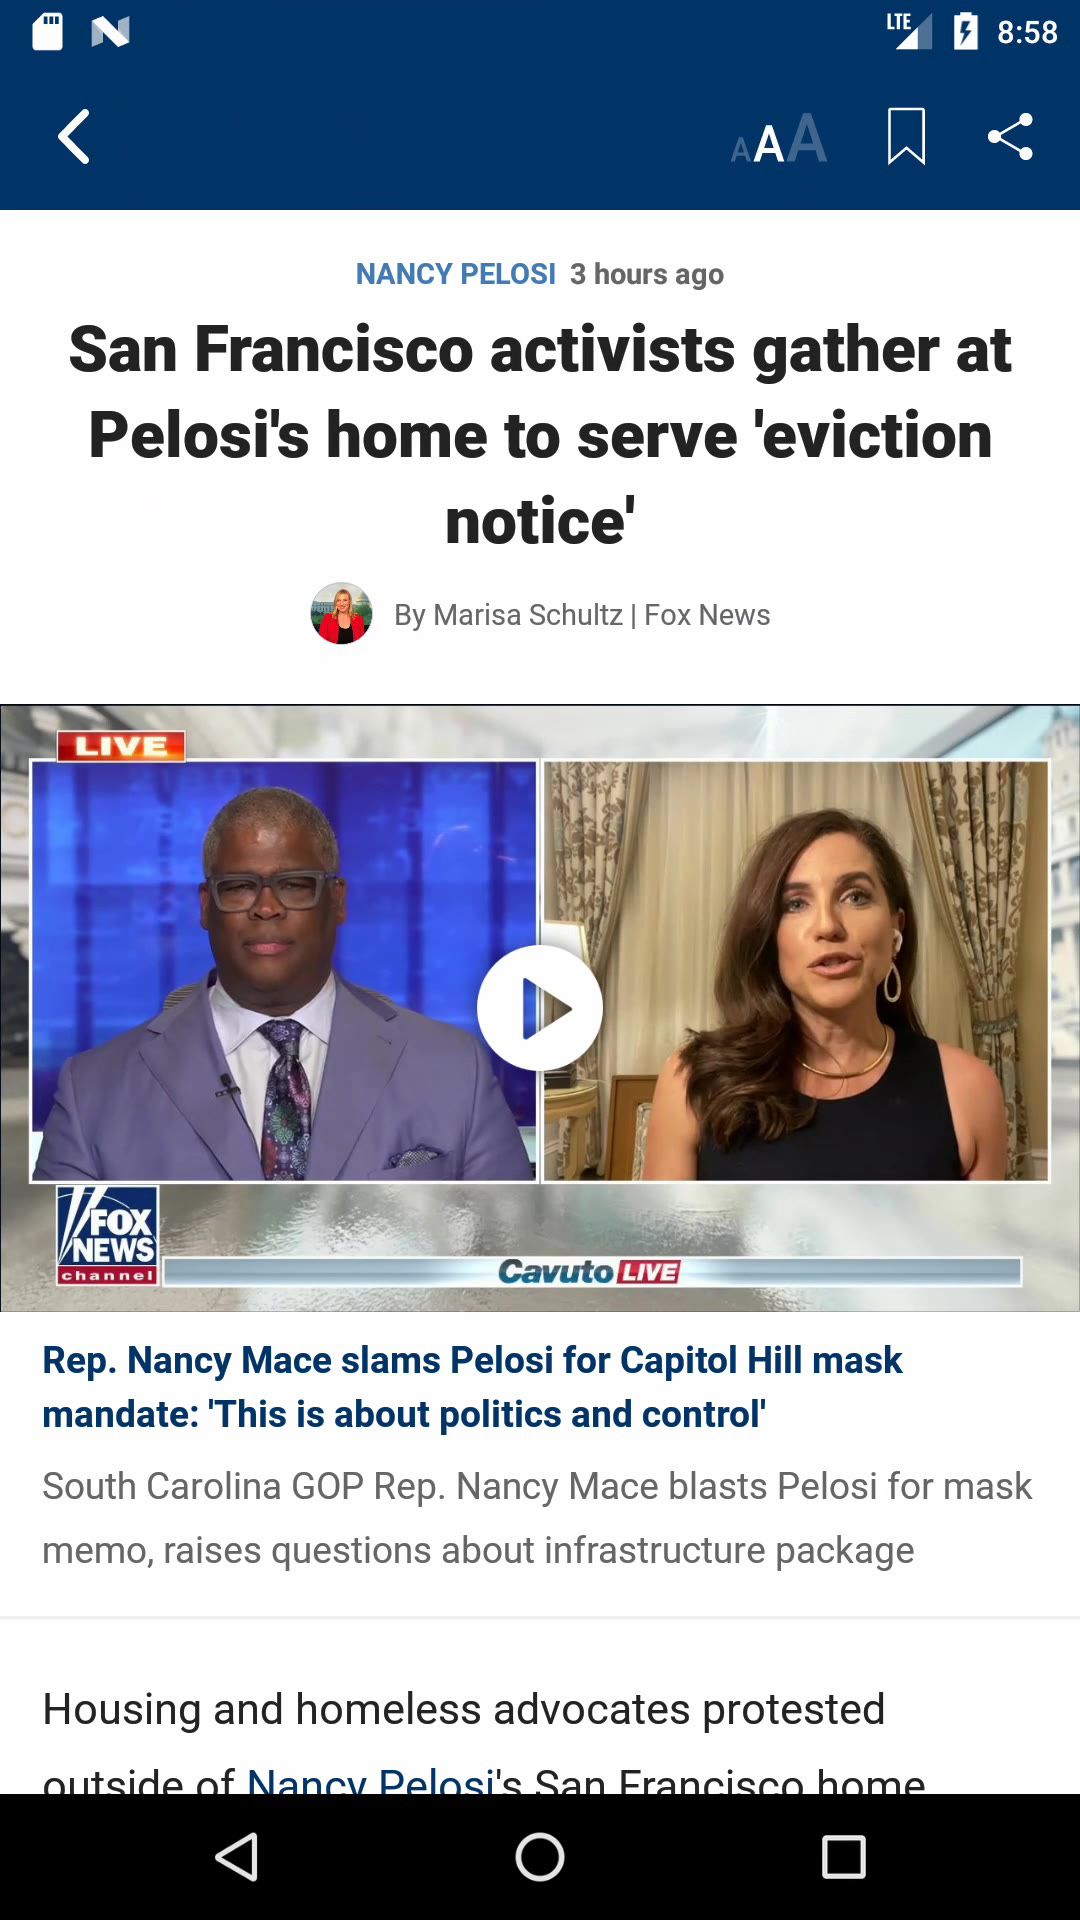 LTE 8:58
A A A
NANCY PELOSI 3 hours ago
San Francisco activists gather at
Pelosi's home to serve 'eviction
notice'
By Marisa Schultz | Fox News
LIVE
FOX
NEWS
channel
Cavuto LIVE
Rep. Nancy Mace slams Pelosi for Capitol Hill mask
mandate: 'This is about politics and control'
South Carolina GOP Rep. Nancy Mace blasts Pelosi for mask
memo, raises questions about infrastructure package
Housing and homeless advocates protested
outside of Nancy Pelosi's San Francisco home